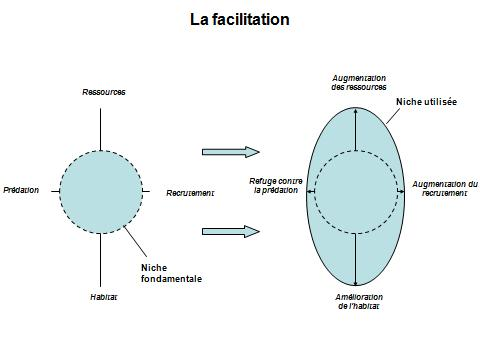 La facilitation
Ressources
Prédation
Recrutement
Niche
fondamentale
Habitat
Augmentation
des ressources
Niche utilisée
Refuge contre
la prédation
Augmentation du
recrutement
Amélioration
de l'habitat